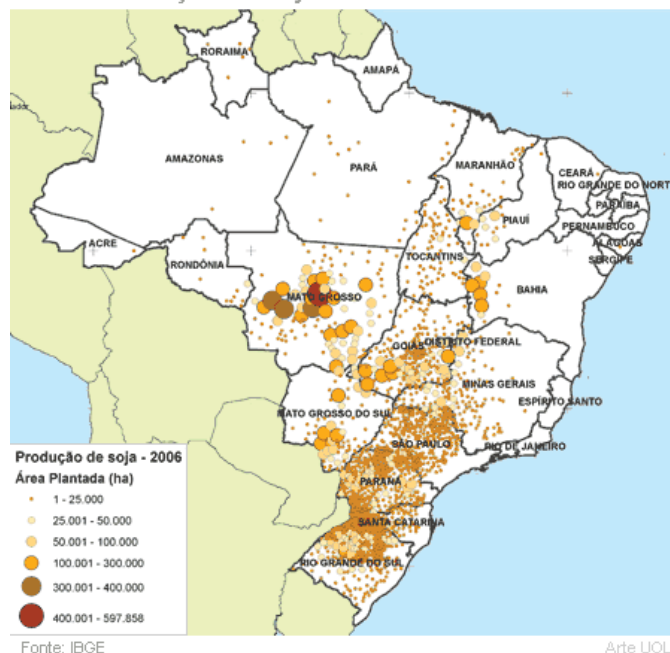 RORAIMA
AMAPÁ
AMAZONAS
PARÁ
MARANHÃO
CEARÁ
RIO GRANDE DO NORT
PARAÍBA
PIAUÍ
PERNAMBUCO
ALAGOAS
SERGIPE
ACRE
RONDÔNIA
TOCANTINS
BAHIA
MATO GROSSO
GOIÁS
DISTRITO FEDERAL
MINAS GERAIS
ESPÍRITO SANTO
MATO GROSSO DO SUL
SÃO PAULO
RIO DE JANEIRO
PARANÁ
SANTA CATARINA
RIO GRANDE DO SUL
Produção de soja - 2006
Área Plantada (ha)
1 - 25.000
25.001 - 50.000
50.001 - 100.000
100.001 - 300.000
300.001 - 400.000
400.001 - 597.858
Fonte: IBGE
Arte UOL